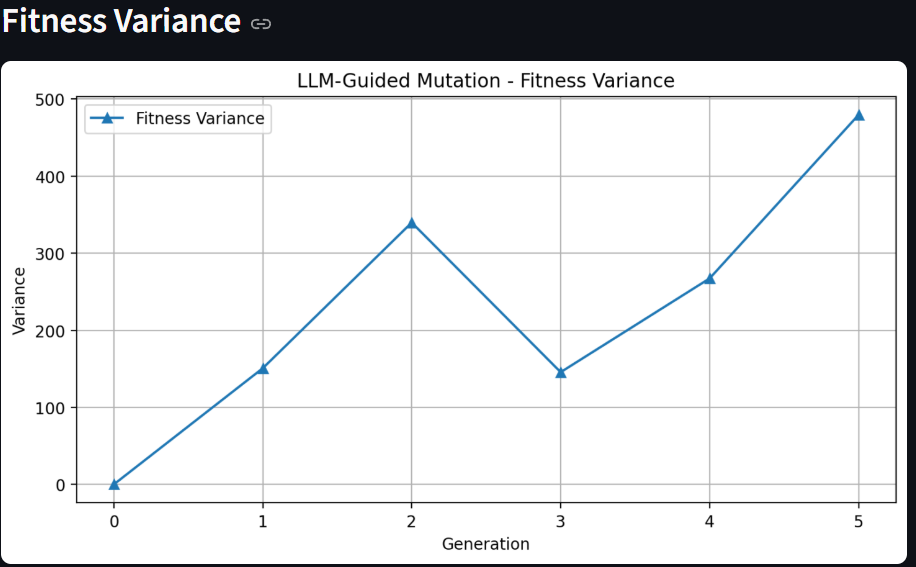 Fitness Variance
LLM-Guided Mutation - Fitness Variance
Fitness Variance
500
400
300
200
100
0
Variance
0 1 2 3 4 5
Generation